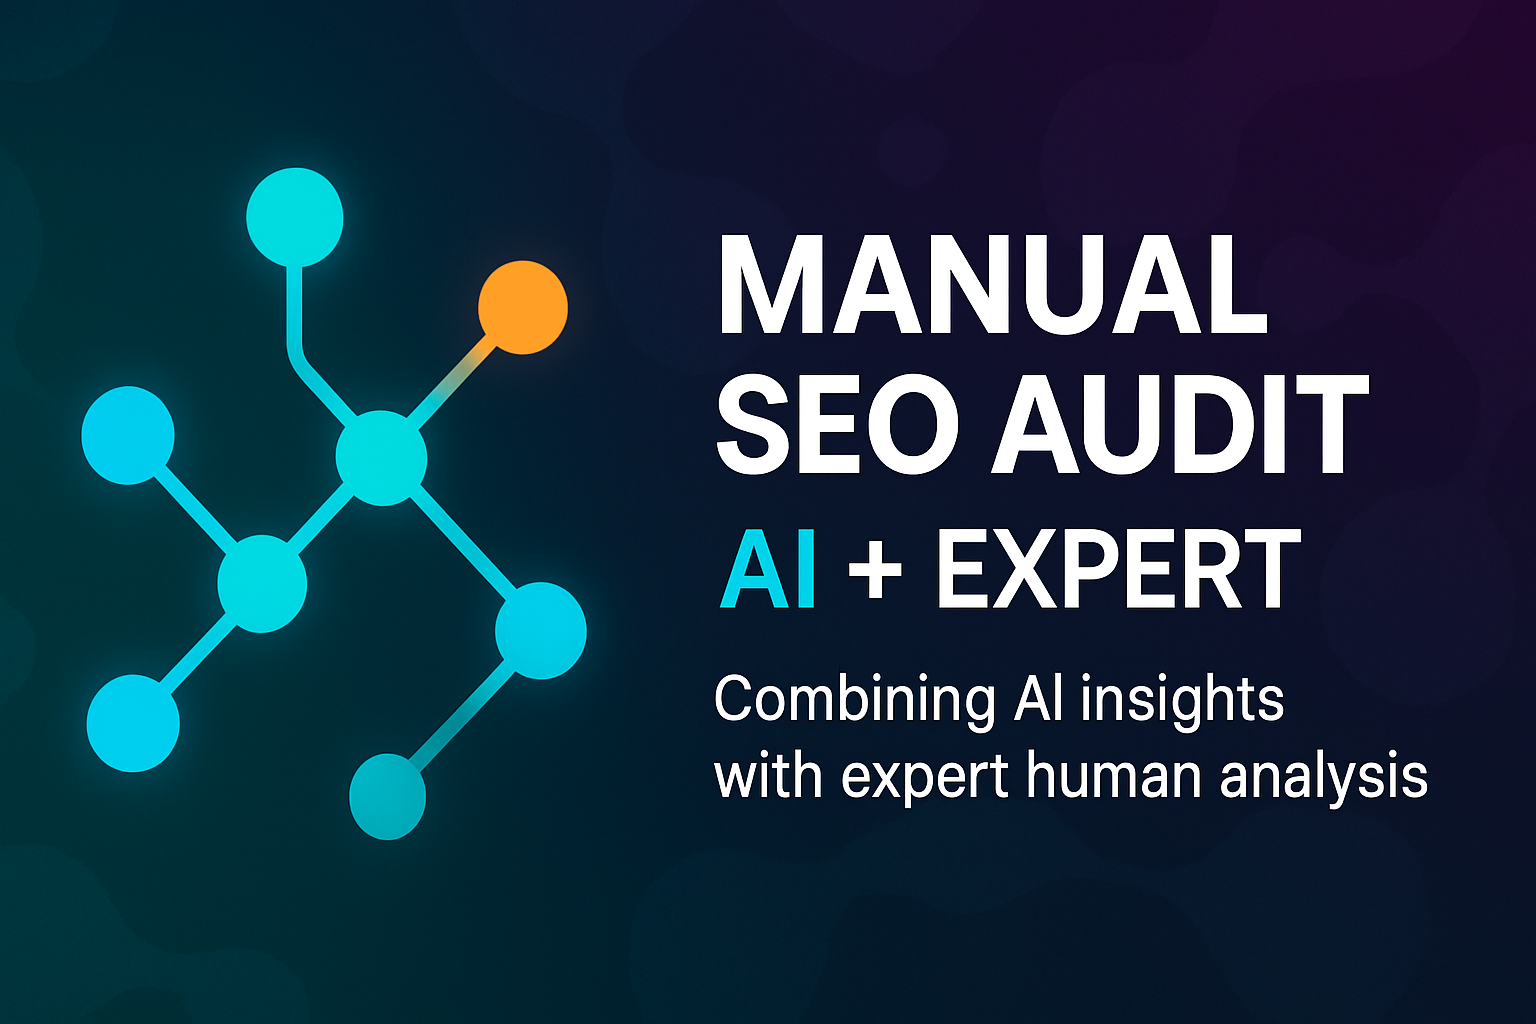 MANUAL
SEO AUDIT
AI + EXPERT
Combining AI insights
with expert human analysis